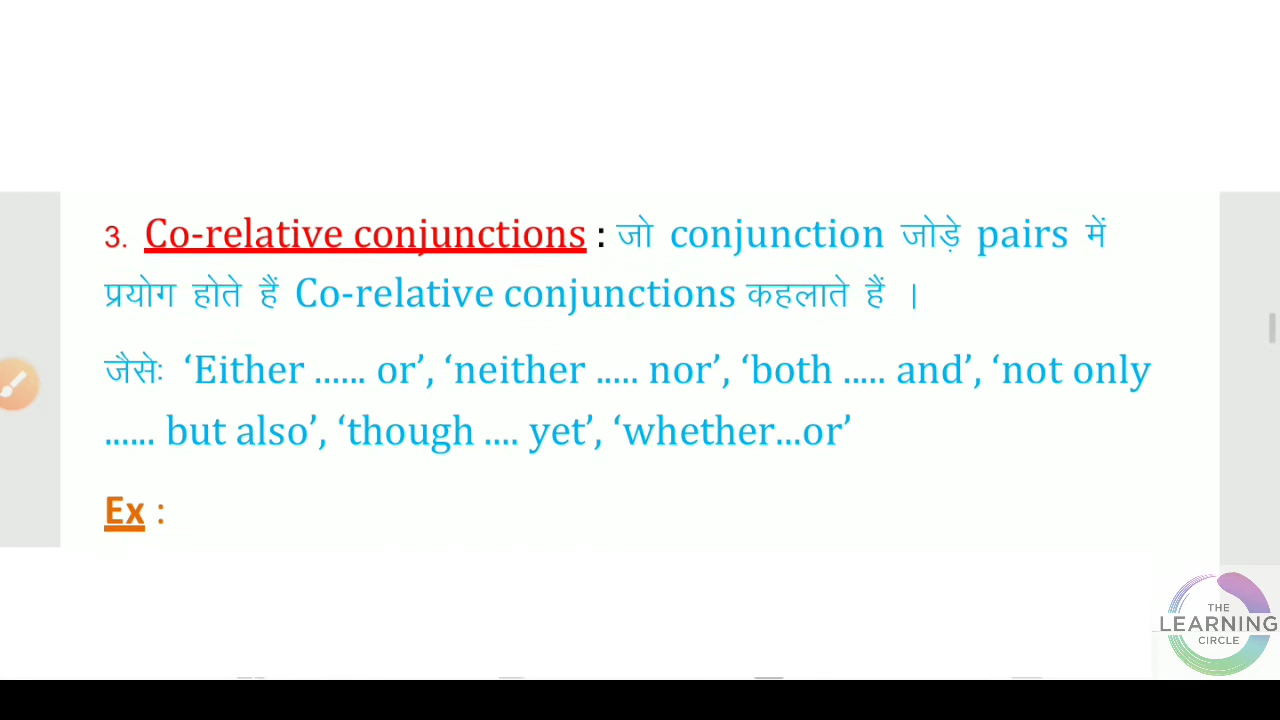 3. Co-relative conjunctions : जो conjunction जोड़े pairs में
प्रयोग होते हैं Co-relative conjunctions कहलाते हैं ।
जैसेः ‘Either ...... or’, ‘neither ..... nor’, ‘both ..... and’, ‘not only
...... but also’, ‘though .... yet’, ‘whether...or’
Ex :
THE
LEARNING
CIRCLE